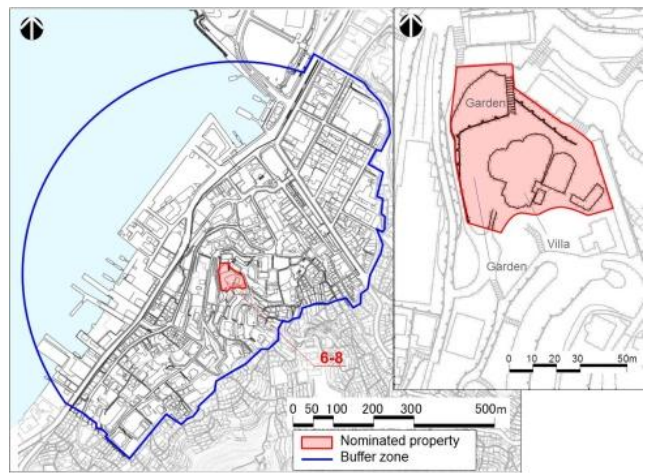 Garden
Villa
Garden
0 10 20 30 50m
6-8
0 50 100 200 300 500m
Nominated property
Buffer zone